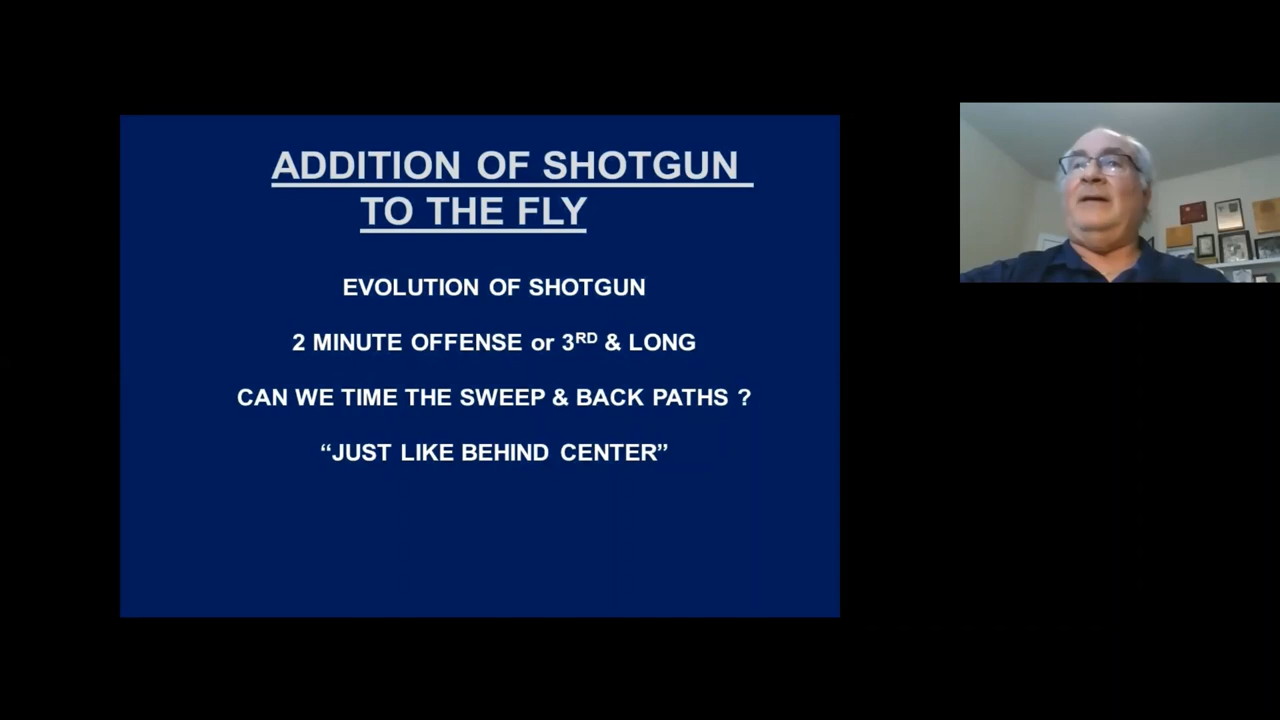 ADDITION OF SHOTGUN
TO THE FLY
EVOLUTION OF SHOTGUN
2 MINUTE OFFENSE or 3RD & LONG
CAN WE TIME THE SWEEP & BACK PATHS ?
“JUST LIKE BEHIND CENTER”